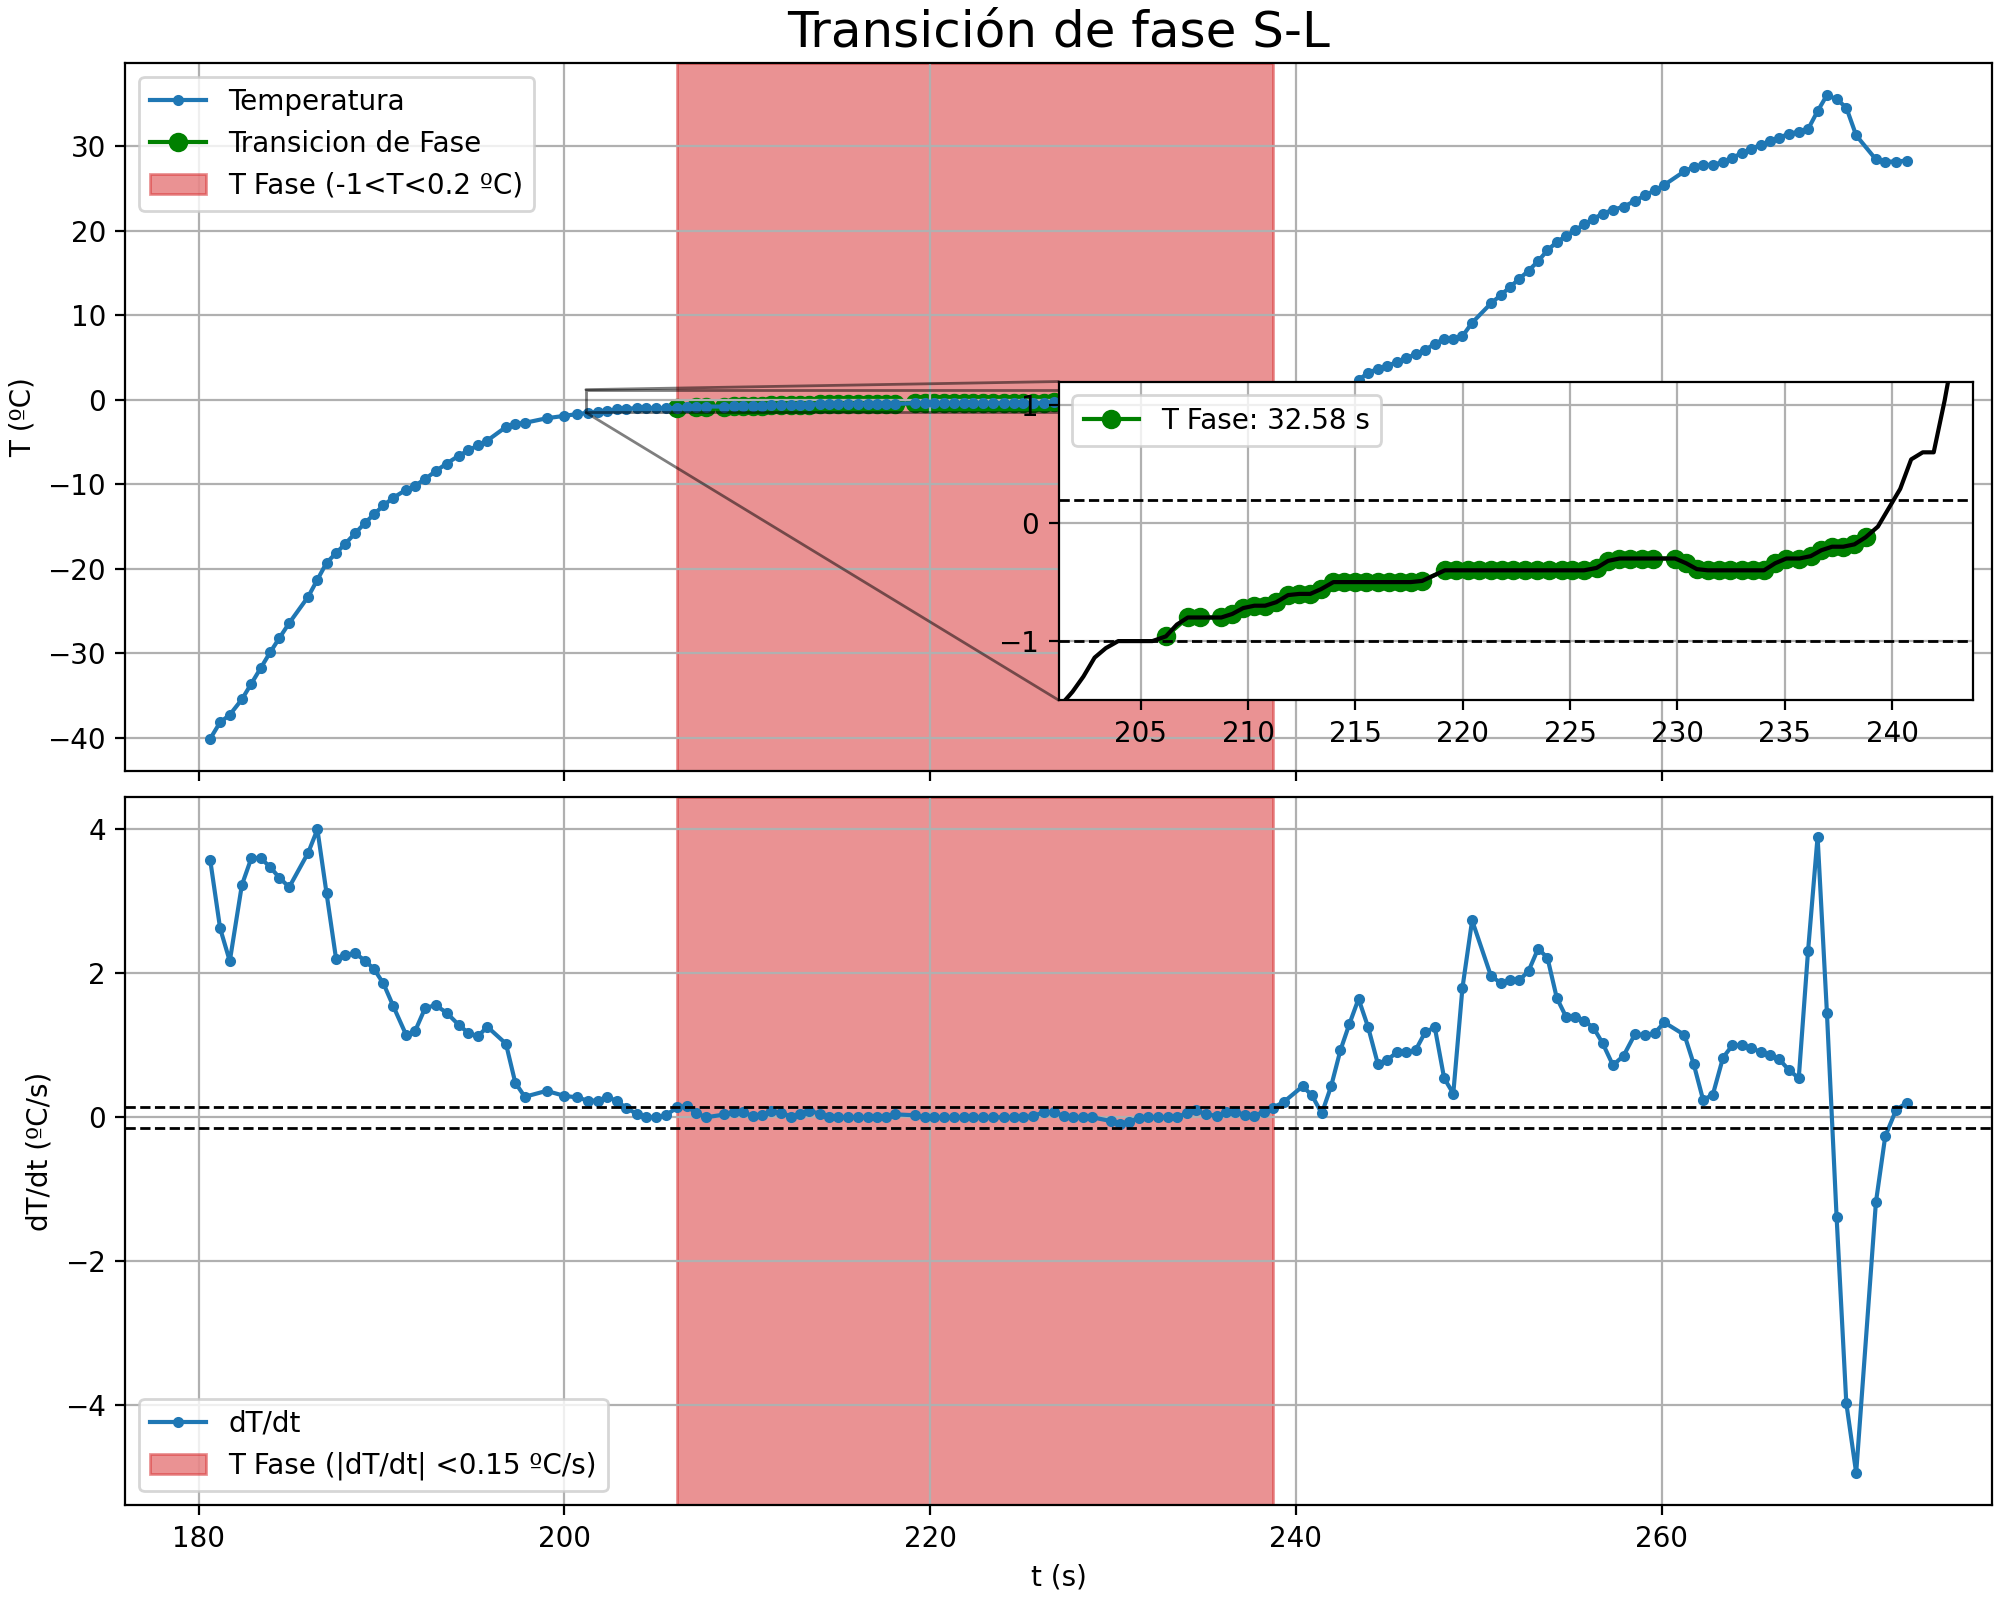 Transición de fase S-L
Temperatura
Transicion de Fase
T Fase (-1<T<0.2 ºC)
T (ºC)
30
20
10
0
−10
−20
−30
−40
T Fase: 32.58 s
1
0
−1
205 210 215 220 225 230 235 240
dT/dt (ºC/s)
4
2
0
−2
−4
dT/dt
T Fase (|dT/dt| <0.15 ºC/s)
180 200 220 240 260
t (s)